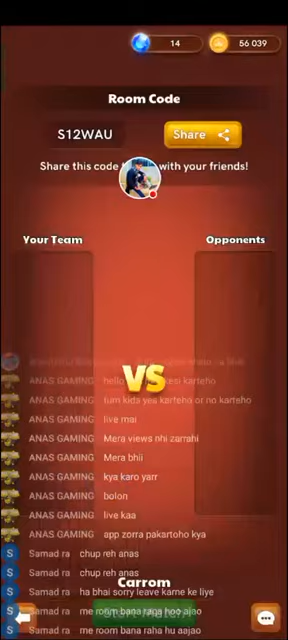 14
56 039
Room Code
S12WAU
Share
Share this code with your friends!
Your Team
Opponents
VS
ANAS GAMING hello karteho
ANAS GAMING tum kida yea karteho or no karteho
ANAS GAMING live mai
ANAS GAMING Mera views nhi zarrahi
ANAS GAMING Mera bhii
ANAS GAMING kya karo yarr
ANAS GAMING bolon
ANAS GAMING live kaa
ANAS GAMING app zorra pakartoho kya
S Samad ra chup reh anas
S Samad ra chup reh anas
Carrom
S Samad ra ha bhai sorry leave karne ke liye
S Samad ra me room bana raha hoo ajao
S Samad ra me room bana raha hu aajao